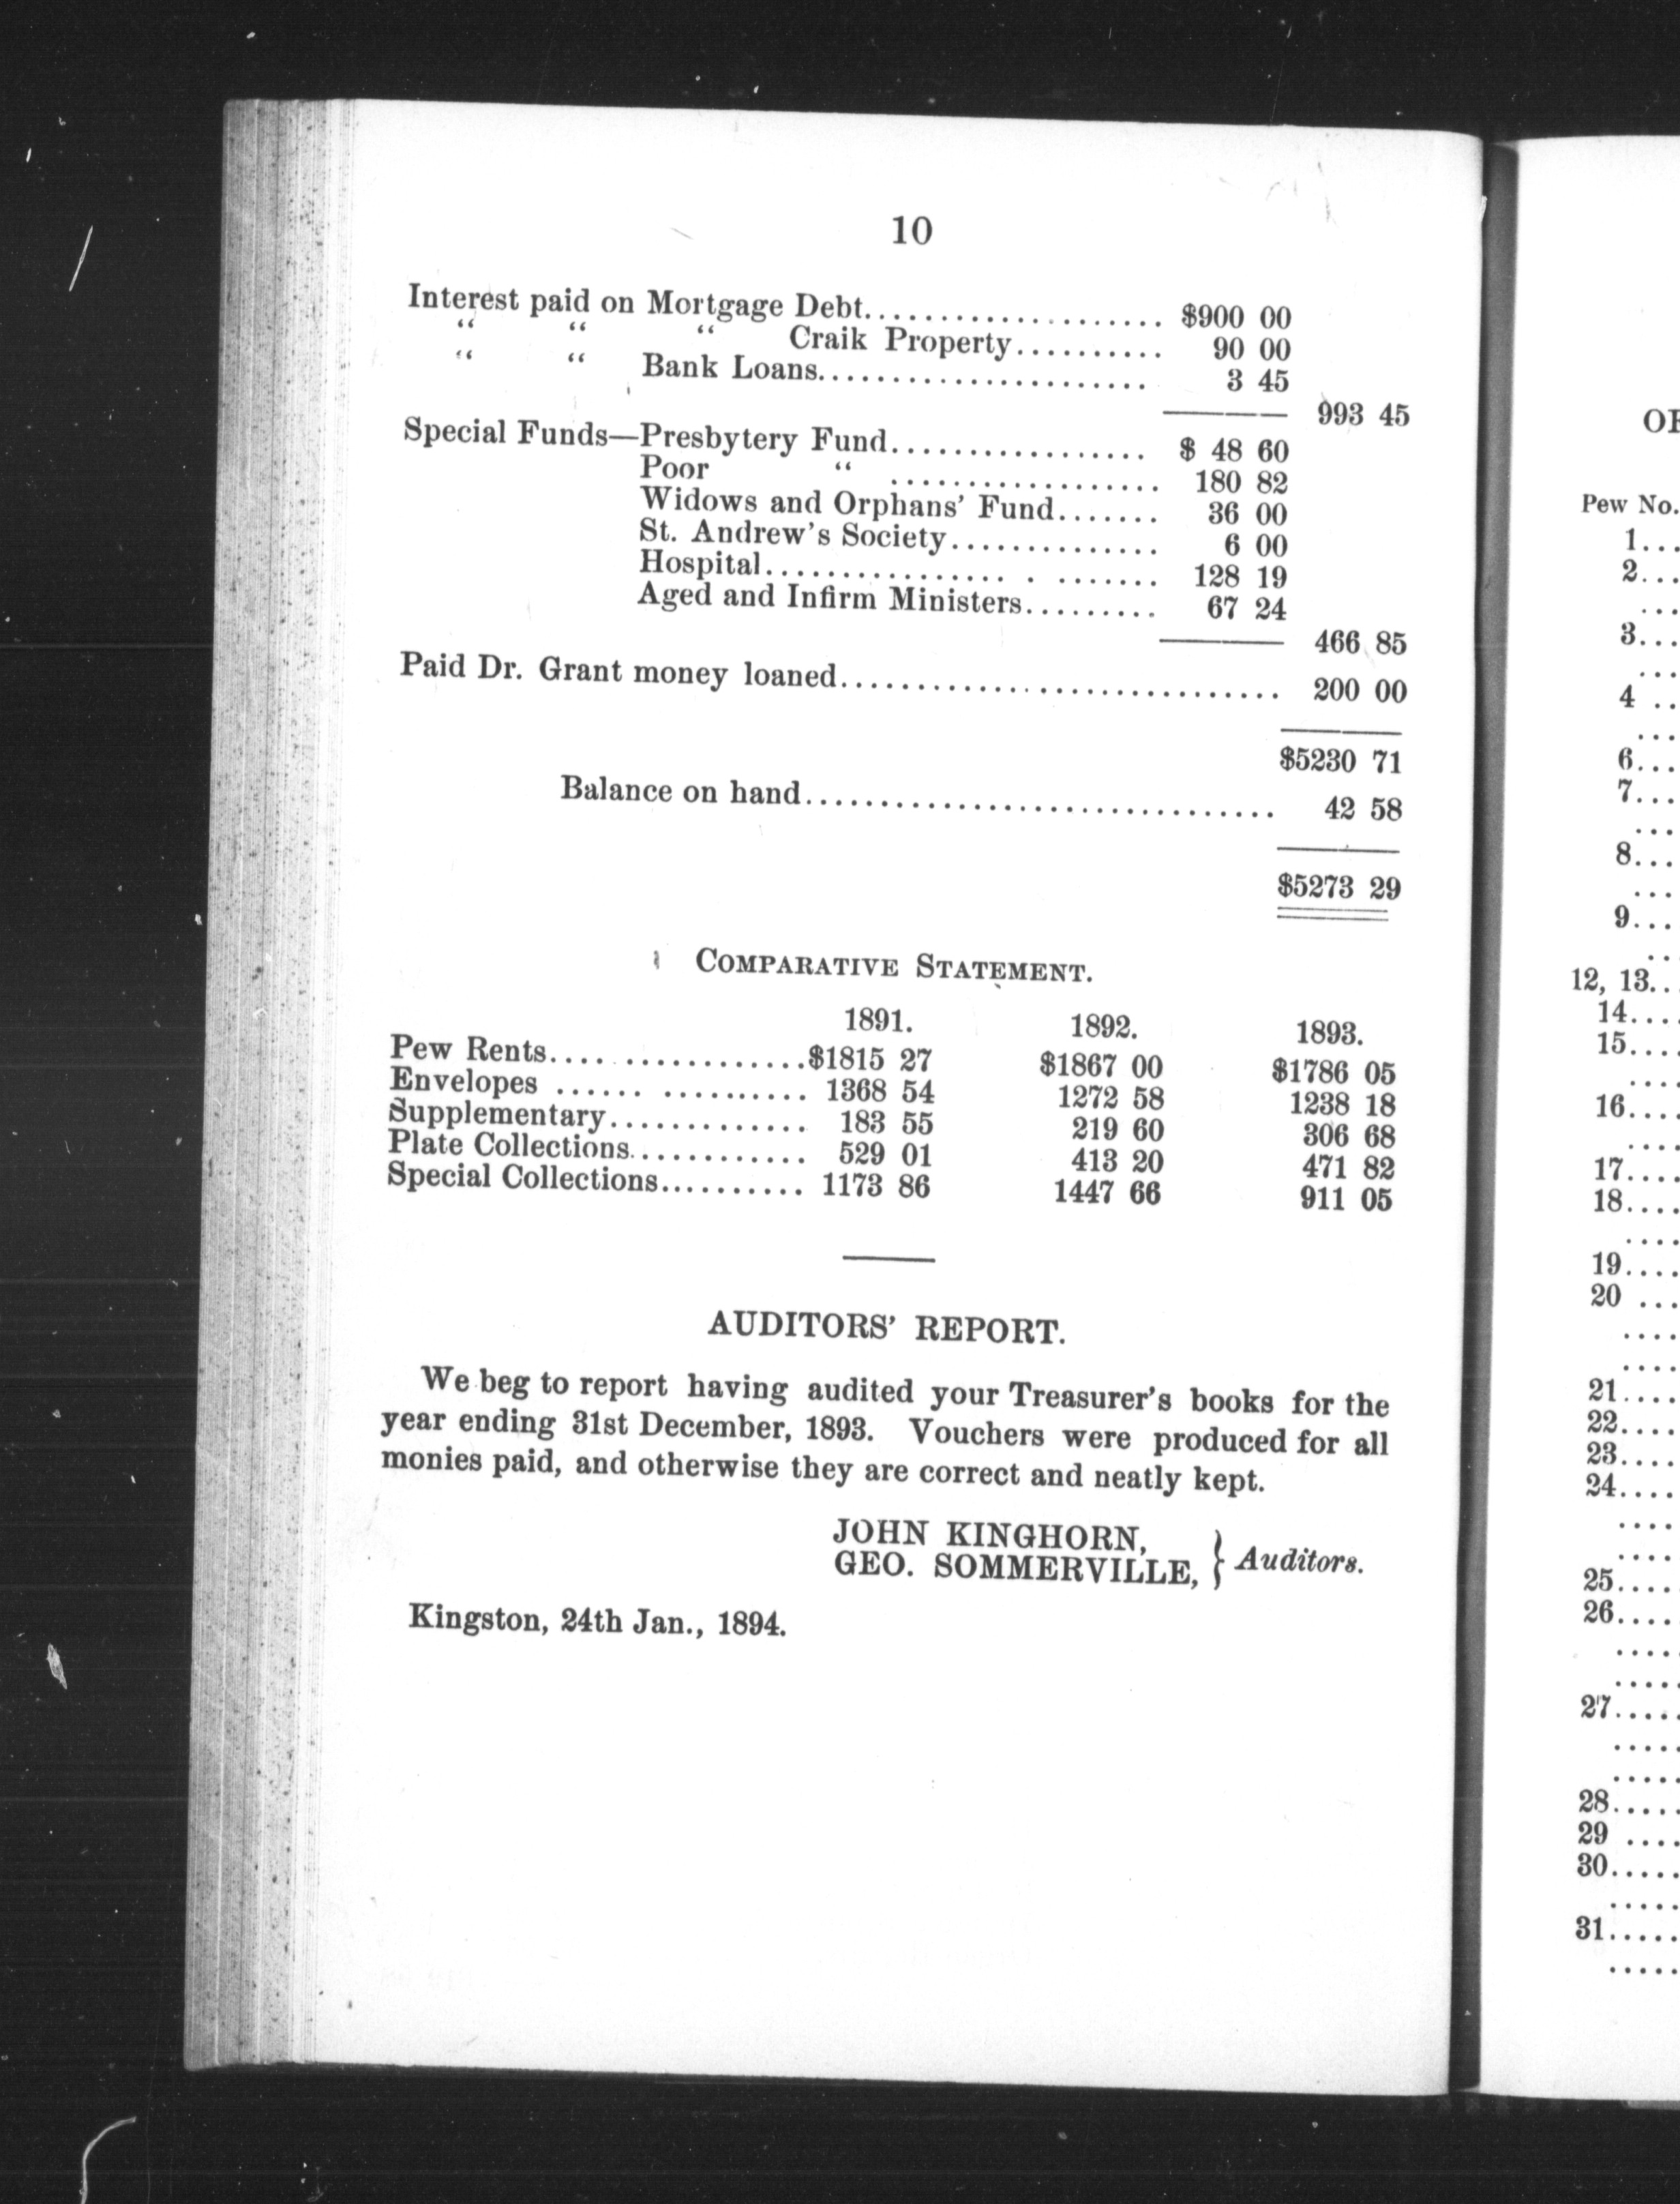 10
Interest paid on Mortgage Debt.................... $900 00
“ “ “ Craik Property.......... 90 00
“ “ Bank Loans...................... 3 45
993 45
Special Funds—Presbytery Fund................. $ 48 60
Poor “ .................. 180 82
Widows and Orphans’ Fund....... 36 00
St. Andrew’s Society.............. 6 00
Hospital................ . ....... 128 19
Aged and Infirm Ministers......... 67 24
466 85
Paid Dr. Grant money loaned............................. 200 00
$5230 71
Balance on hand............................... 42 58
$5273 29
COMPARATIVE STATEMENT.
1891. 1892. 1893.
Pew Rents.... ............$1815 27 $1867 00 $1786 05
Envelopes ...... .......... 1368 54 1272 58 1238 18
Supplementary............. 183 55 219 60 306 68
Plate Collections............ 529 01 413 20 471 82
Special Collections.......... 1173 86 1447 66 911 05
AUDITORS’ REPORT.
We beg to report having audited your Treasurer’s books for the
year ending 31st December, 1893. Vouchers were produced for all
monies paid, and otherwise they are correct and neatly kept.
JOHN KINGHORN,
GEO. SOMMERVILLE, } Auditors.
Kingston, 24th Jan., 1894.
Pew No.
1...
2...
...
3...
...
4 ..
...
6...
7...
...
8...
...
9...
..
12, 13..
14....
15....
....
16....
....
17....
18....
....
19....
20 ...
....
....
21....
22....
23....
24....
....
....
25....
26....
....
....
27....
....
....
28....
29 ....
30.....
.....
31.....
.....